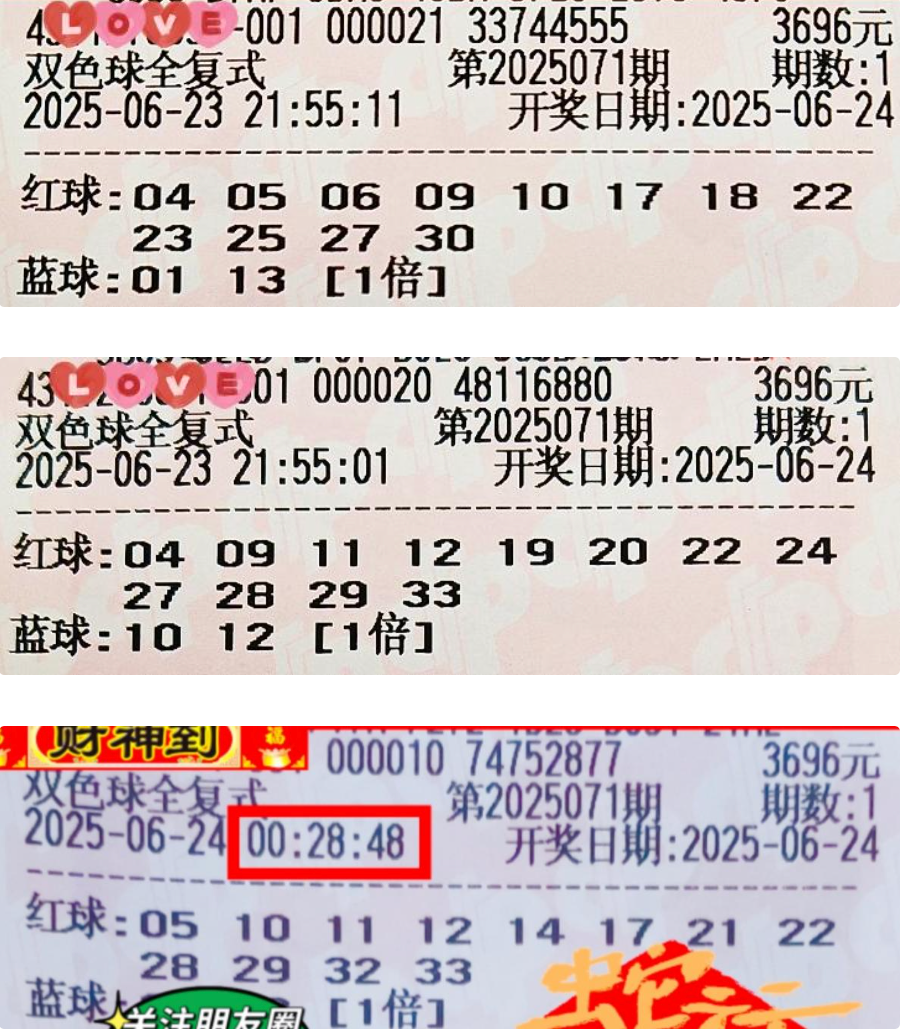 LOVE-001 000021 33744555 3696元
双色球全复式 第2025071期 期数:1
2025-06-23 21:55:11 开奖日期:2025-06-24
红球:04 05 06 09 10 17 18 22
23 25 27 30
蓝球:01 13 [1倍]
LOVE 01 000020 48116880 3696元
双色球全复式 第2025071期 期数:1
2025-06-23 21:55:01 开奖日期:2025-06-24
红球:04 09 11 12 19 20 22 24
27 28 29 33
蓝球:10 12 [1倍]
财神到 000010 74752877 3696元
双色球全复式 第2025071期 期数:1
2025-06-24 00:28:48 开奖日期:2025-06-24
红球:05 10 11 12 14 17 21 22
28 29 32 33
蓝球 [1倍]
关注朋友圈